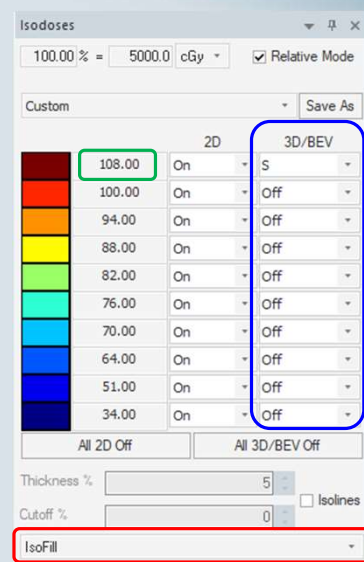 Isodoses
100.00 % = 5000.0 cGy Relative Mode
Custom Save As
2D 3D/BEV
108.00 On S
100.00 On Off
94.00 On Off
88.00 On Off
82.00 On Off
76.00 On Off
70.00 On Off
64.00 On Off
51.00 On Off
34.00 On Off
All 2D Off All 3D/BEV Off
Thickness % 5
Isolines
Cutoff % 0
IsoFill